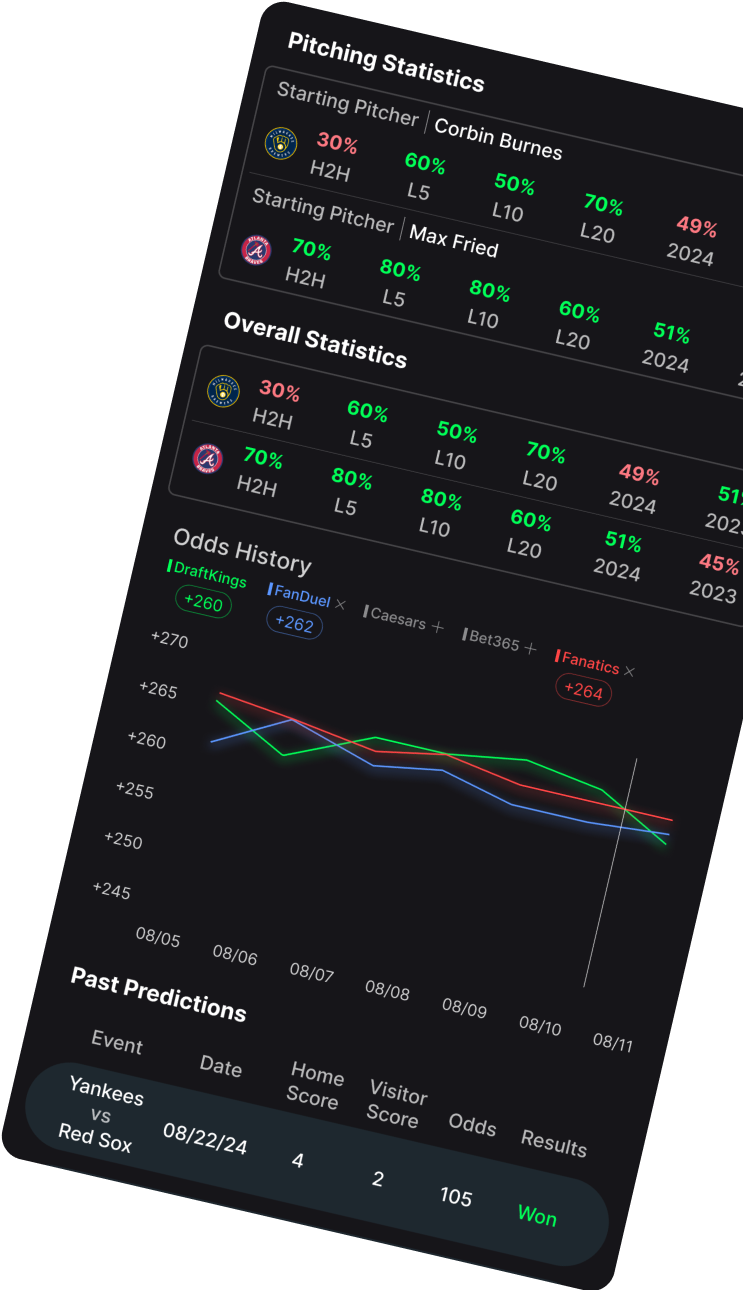 Pitching Statistics
Starting Pitcher | Corbin Burnes
30% 60% 50% 70% 49%
H2H L5 L10 L20 2024
Starting Pitcher | Max Fried
70% 80% 80% 60% 51%
H2H L5 L10 L20 2024
Overall Statistics
30% 60% 50% 70% 49%
H2H L5 L10 L20 2024
70% 80% 80% 60% 51% 45%
H2H L5 L10 L20 2024 2023
Odds History
DraftKings FanDuel × Caesars + Bet365 + Fanatics ×
+260 +262 +264
+270
+265
+260
+255
+250
+245
08/05 08/06 08/07 08/08 08/09 08/10 08/11
Past Predictions
Event Date Home Score Visitor Score Odds Results
Yankees
vs
Red Sox
08/22/24 4 2 105 Won